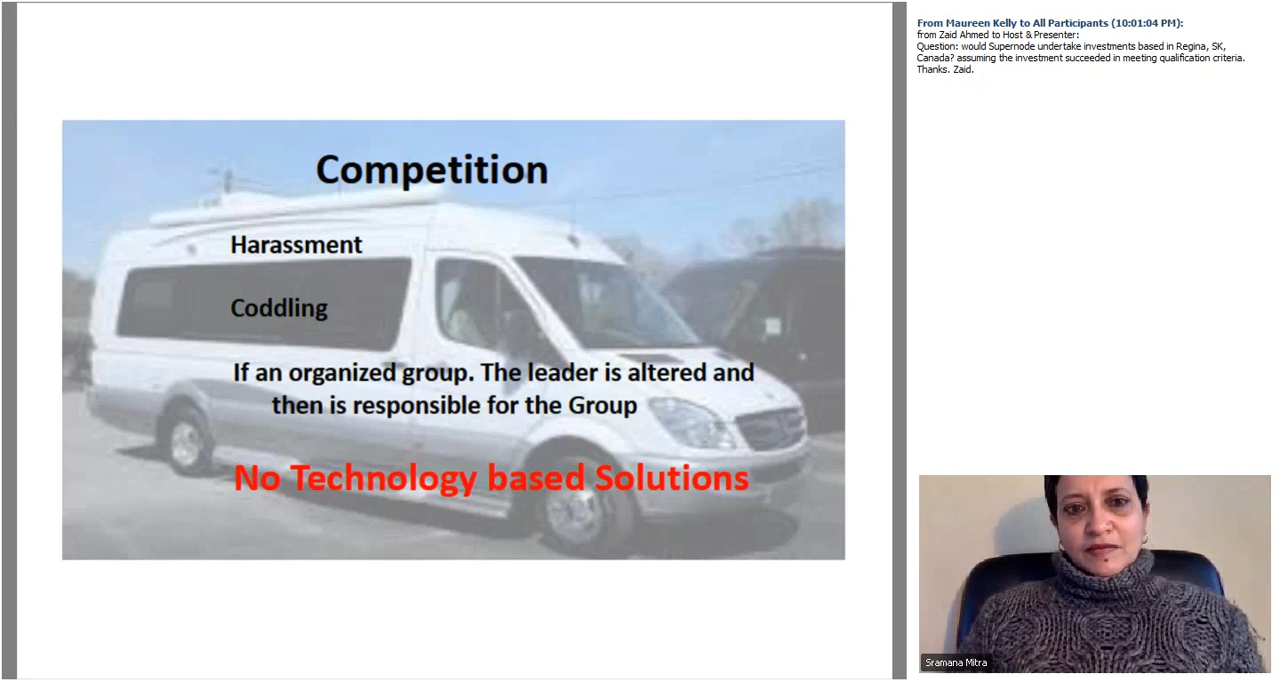 Competition
Harassment
Coddling
If an organized group. The leader is altered and
then is responsible for the Group
No Technology based Solutions
From Maureen Kelly to All Participants (10:01:04 PM):
from Zaid Ahmed to Host & Presenter:
Question: would Supernode undertake investments based in Regina, SK,
Canada? assuming the investment succeeded in meeting qualification criteria.
Thanks. Zaid.
Sramana Mitra